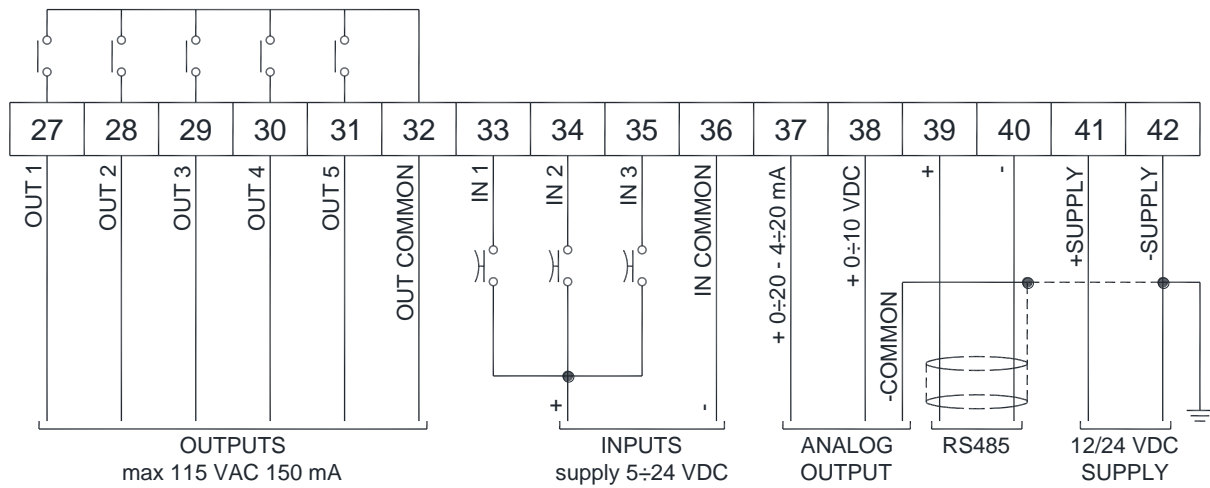 27 28 29 30 31 32 33 34 35 36 37 38 39 40 41 42
OUT 1
OUT 2
OUT 3
OUT 4
OUT 5
OUT COMMON
IN 1
IN 2
IN 3
IN COMMON
+ 0÷20 - 4÷20 mA
+ 0÷10 VDC
-COMMON
+
-
+SUPPLY
-SUPPLY
+
-
OUTPUTS
max 115 VAC 150 mA
INPUTS
supply 5÷24 VDC
ANALOG
OUTPUT
RS485
12/24 VDC
SUPPLY